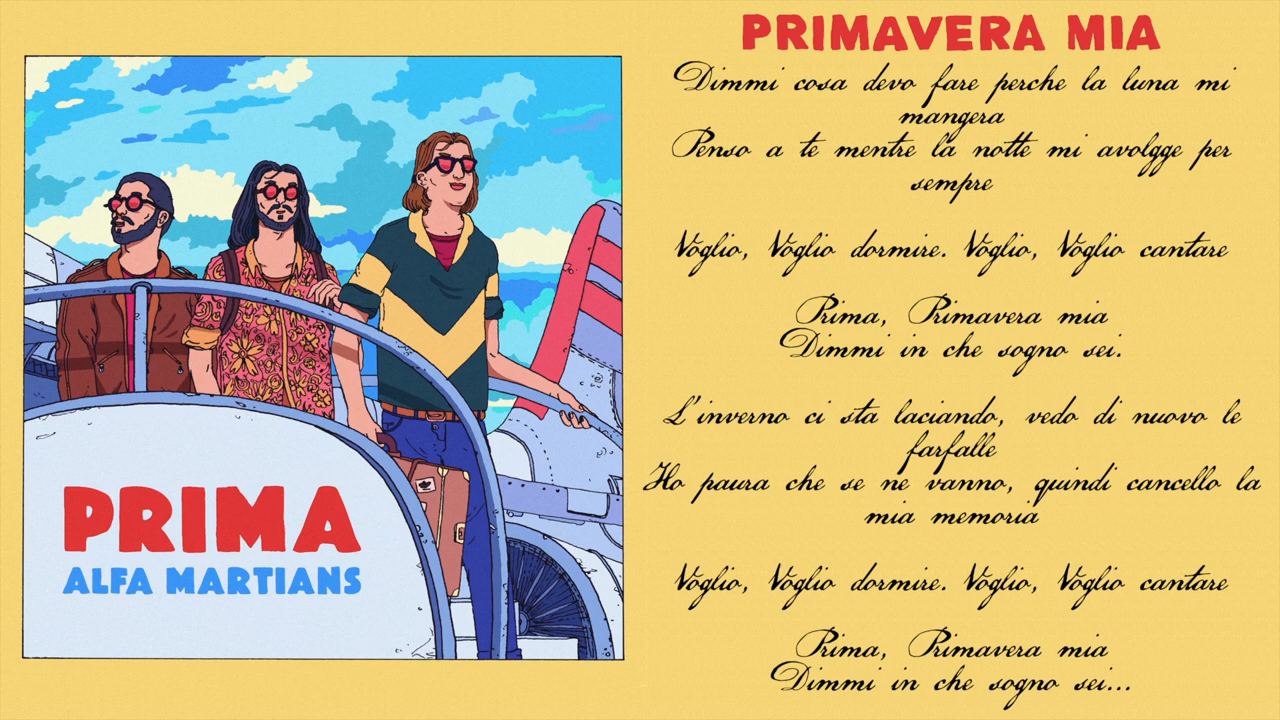 PRIMA
ALFA MARTIANS
PRIMAVERA MIA
Dimmi cosa devo fare perche la luna mi
mangera
Penso a te mentre la notte mi avolgge per
sempre
Voglio, Voglio dormire. Voglio, Voglio cantare
Prima, Primavera mia
Dimmi in che sogno sei.
L'inverno ci sta laciando, vedo di nuovo le
farfalle
Ho paura che se ne vanno, quindi cancello la
mia memoria
Voglio, Voglio dormire. Voglio, Voglio cantare
Prima, Primavera mia
Dimmi in che sogno sei...